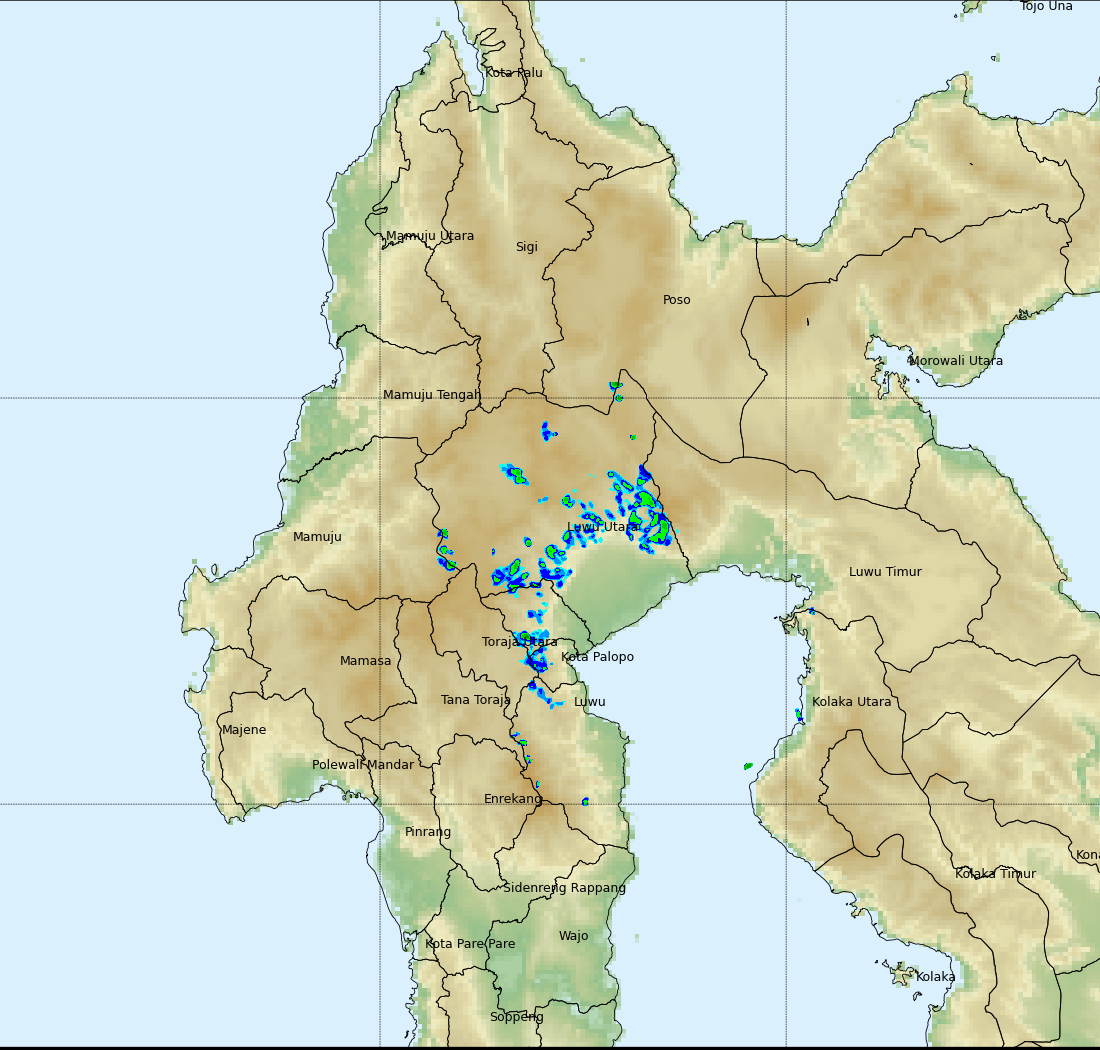 Tojo Una
Kota Palu
Mamuju Utara
Sigi
Poso
Morowali Utara
Mamuju Tengah
Luwu Utara
Mamuju
Luwu Timur
Toraja Utara
Kota Palopo
Mamasa
Tana Toraja
Luwu
Kolaka Utara
Majene
Polewali Mandar
Enrekang
Pinrang
Kona
Kolaka Timur
Sidenreng Rappang
Wajo
Kota Pare-Pare
Kolaka
Soppeng